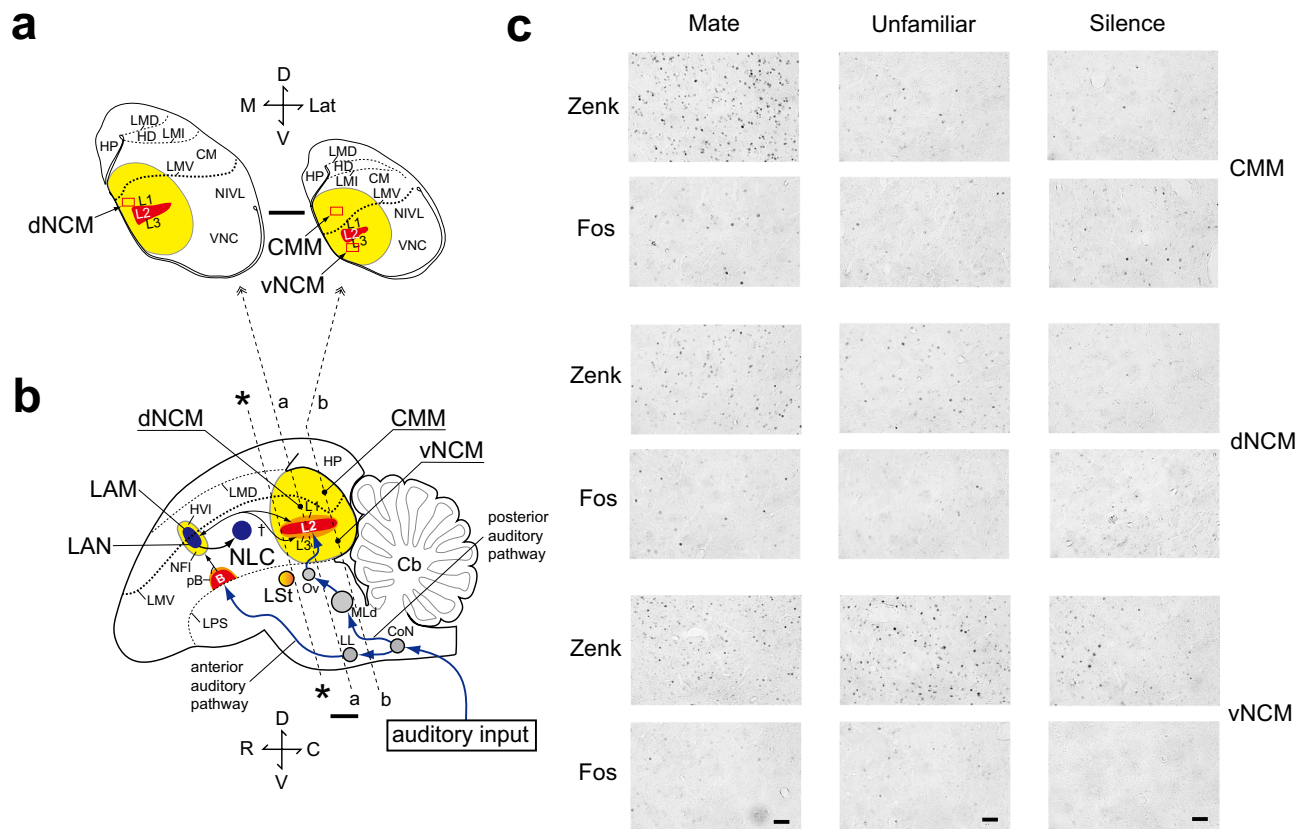 a
D
M Lat
V
LMD
HD
LMI
HP
CM
LMV
NIVL
L1
L2
L3
VNC
dNCM
LMD
HD
HP
LMI
CM
LMV
NIVL
L1
L2
L3
VNC
CMM
vNCM
b
*
a
b
dNCM
CMM
vNCM
HP
LAM
LMD
HVI
L1
L2
L3
†
LAN
NLC
NFI
pB
B
LSt
Ov
MLd
Cb
posterior
auditory
pathway
LMV
LPS
LL
CoN
anterior
auditory
pathway
*
a
b
D
R C
V
auditory input
c
Mate Unfamiliar Silence
Zenk
CMM
Fos
Zenk
dNCM
Fos
Zenk
vNCM
Fos